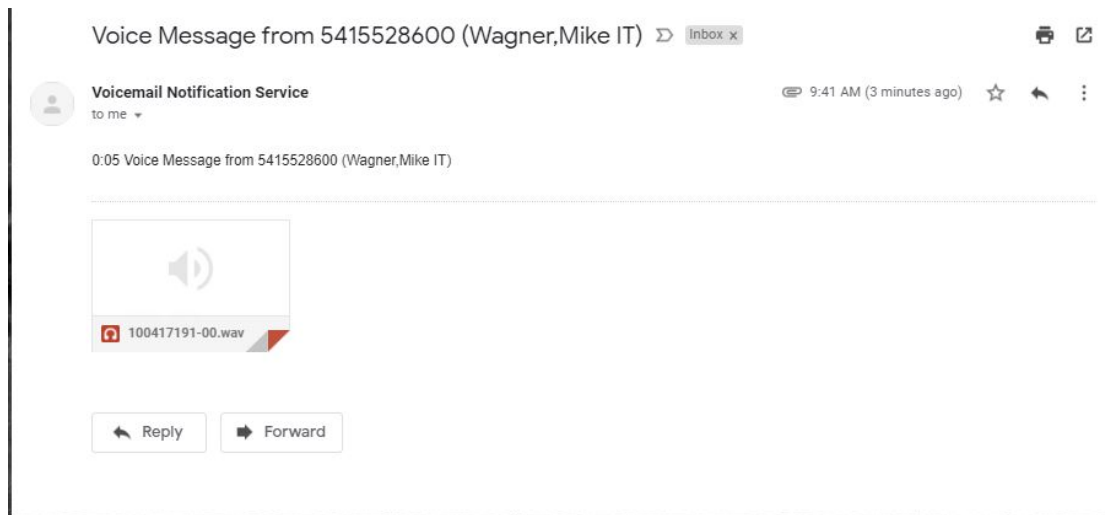 Voice Message from 5415528600 (Wagner,Mike IT) Inbox x
Voicemail Notification Service 9:41 AM (3 minutes ago)
to me
0:05 Voice Message from 5415528600 (Wagner,Mike IT)
100417191-00.wav
Reply Forward